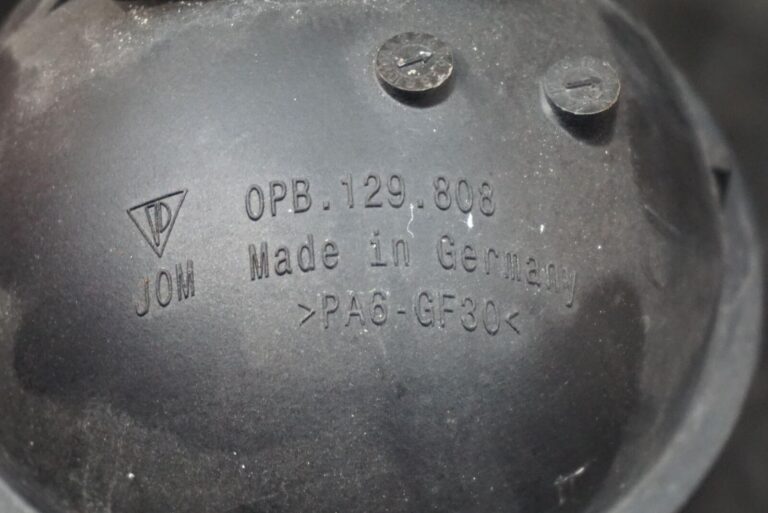 0PB.129.808
JOM
Made in Germany
>PA6-GF30<